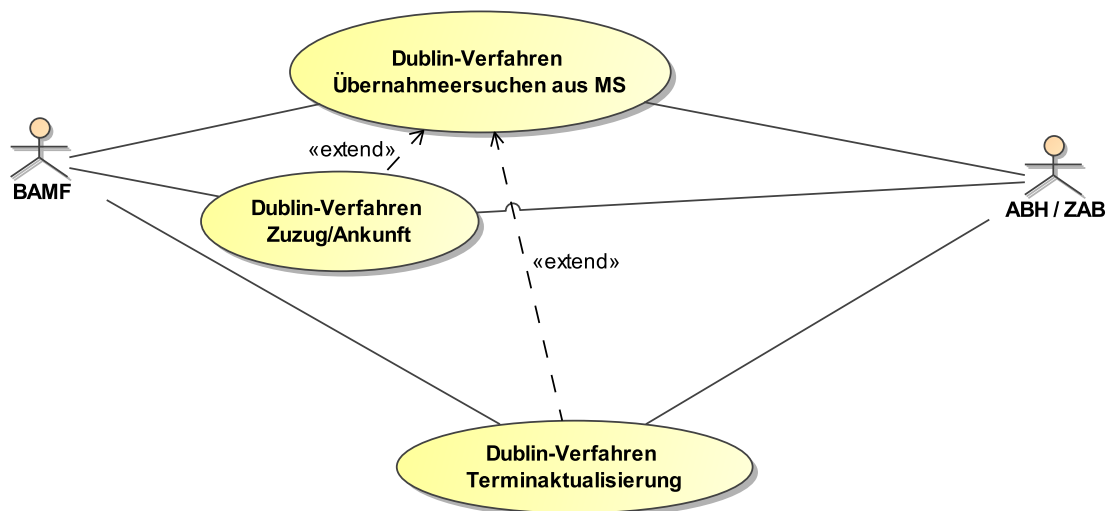 Dublin-Verfahren
Übernahmeersuchen aus MS
«extend»
BAMF
ABH / ZAB
Dublin-Verfahren
Zuzug/Ankunft
«extend»
Dublin-Verfahren
Terminaktualisierung